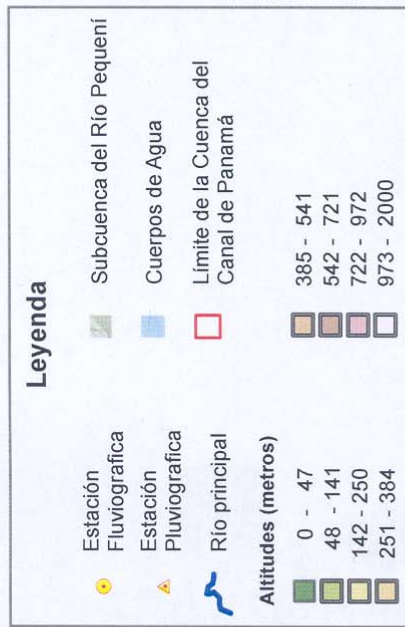 Leyenda
Estación
Fluviografica
Estación
Pluviografica
Río principal
Subcuenca del Río Pequení
Cuerpos de Agua
Límite de la Cuenca del
Canal de Panamá
Altitudes (metros)
0 - 47
48 - 141
142 - 250
251 - 384
385 - 541
542 - 721
722 - 972
973 - 2000